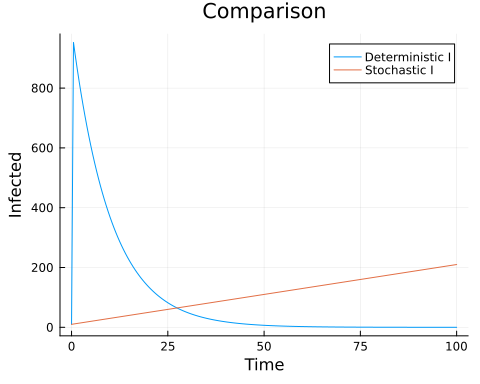 Comparison
Deterministic I
Stochastic I
Infected
800
600
400
200
0
0 25 50 75 100
Time